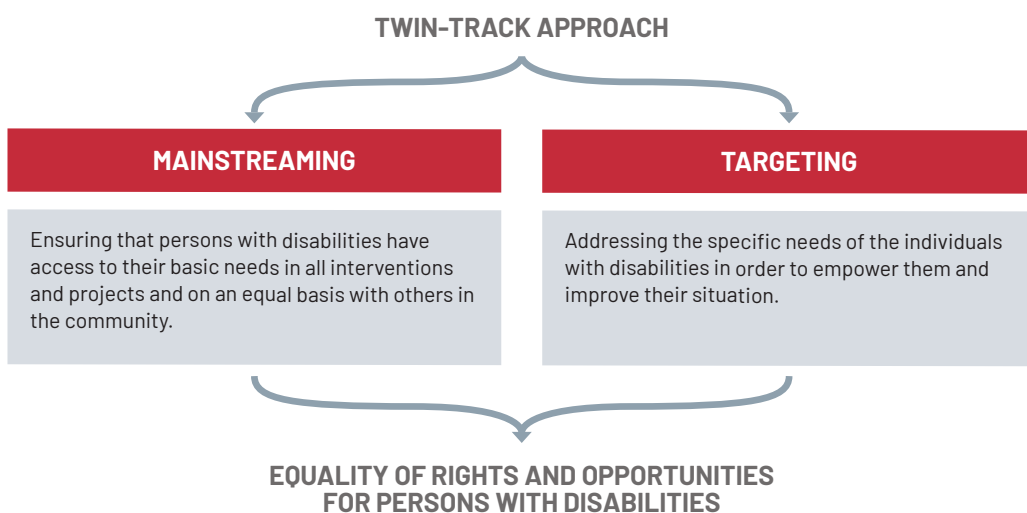 TWIN-TRACK APPROACH
MAINSTREAMING
Ensuring that persons with disabilities have
access to their basic needs in all interventions
and projects and on an equal basis with others in
the community.
TARGETING
Addressing the specific needs of the individuals
with disabilities in order to empower them and
improve their situation.
EQUALITY OF RIGHTS AND OPPORTUNITIES
FOR PERSONS WITH DISABILITIES